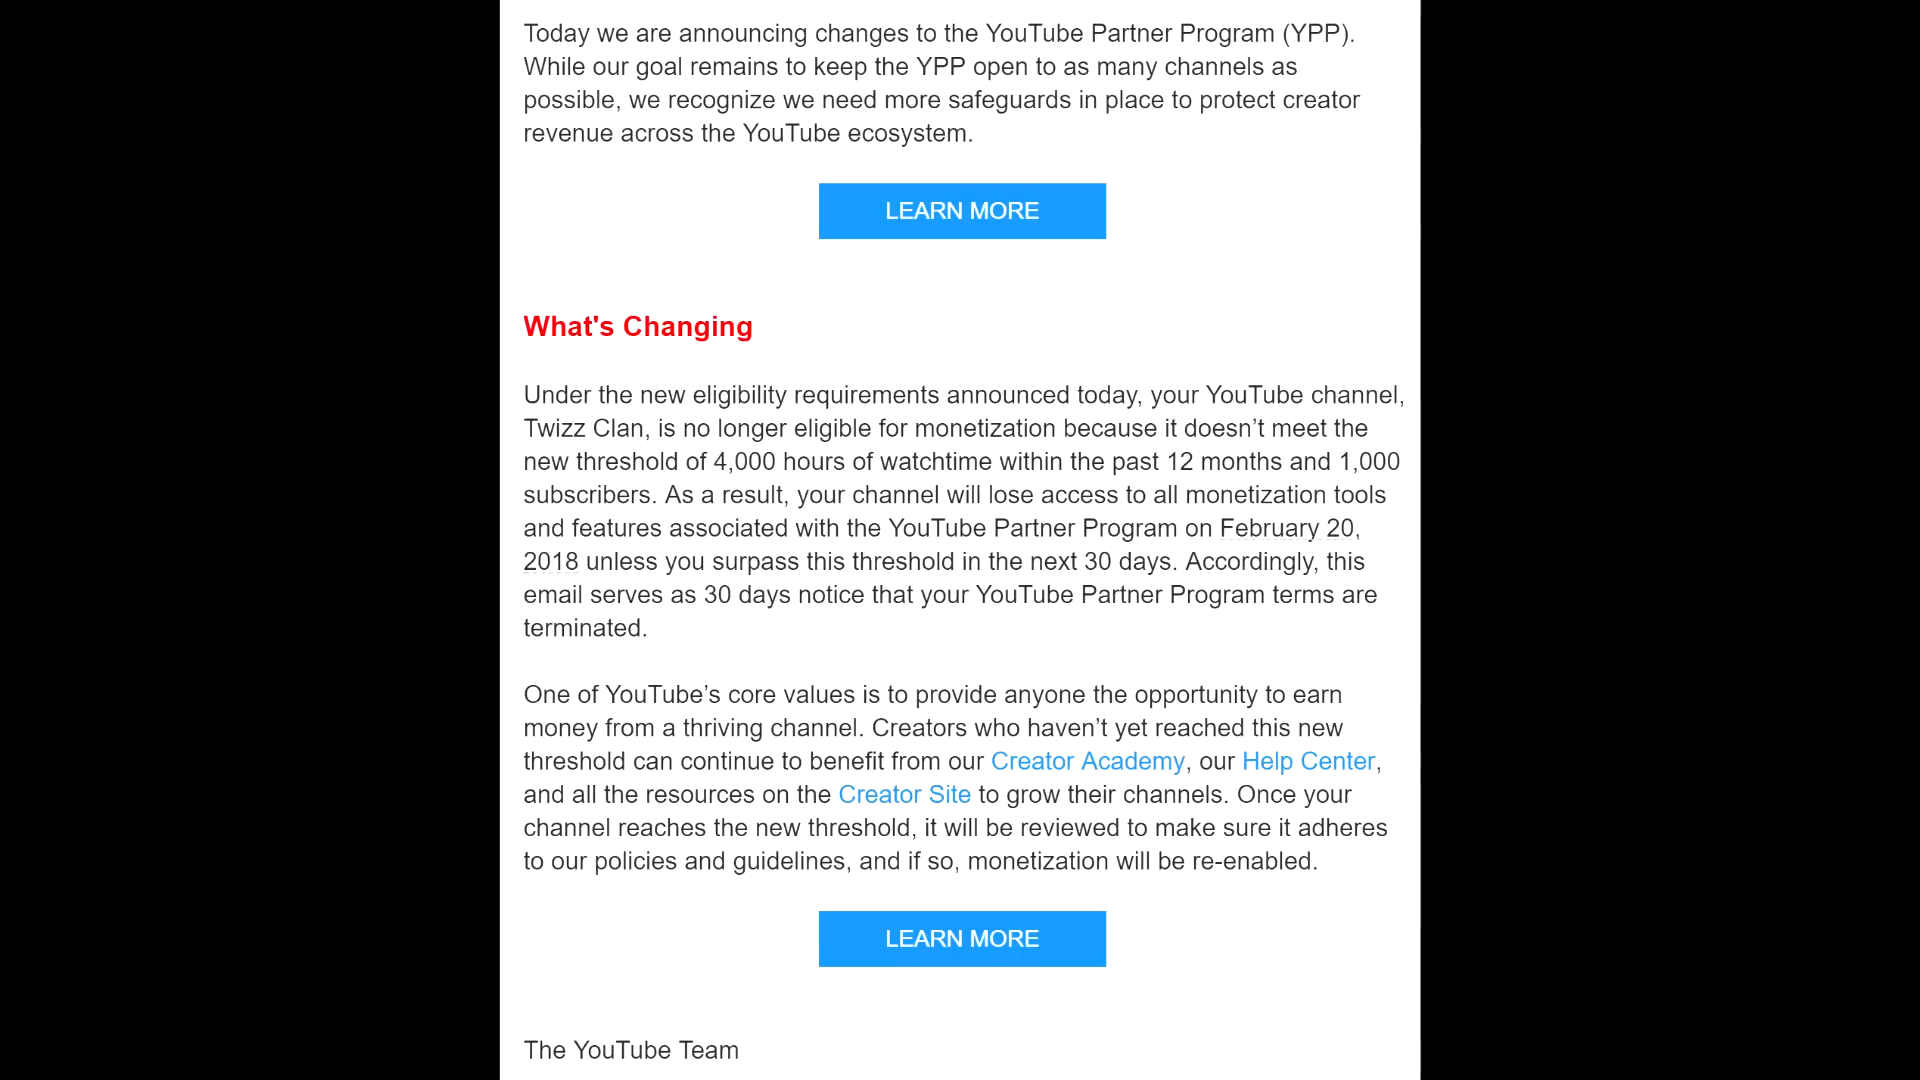 Today we are announcing changes to the YouTube Partner Program (YPP).
While our goal remains to keep the YPP open to as many channels as
possible, we recognize we need more safeguards in place to protect creator
revenue across the YouTube ecosystem.
LEARN MORE
What's Changing
Under the new eligibility requirements announced today, your YouTube channel,
Twizz Clan, is no longer eligible for monetization because it doesn’t meet the
new threshold of 4,000 hours of watchtime within the past 12 months and 1,000
subscribers. As a result, your channel will lose access to all monetization tools
and features associated with the YouTube Partner Program on February 20,
2018 unless you surpass this threshold in the next 30 days. Accordingly, this
email serves as 30 days notice that your YouTube Partner Program terms are
terminated.
One of YouTube’s core values is to provide anyone the opportunity to earn
money from a thriving channel. Creators who haven’t yet reached this new
threshold can continue to benefit from our Creator Academy, our Help Center,
and all the resources on the Creator Site to grow their channels. Once your
channel reaches the new threshold, it will be reviewed to make sure it adheres
to our policies and guidelines, and if so, monetization will be re-enabled.
LEARN MORE
The YouTube Team